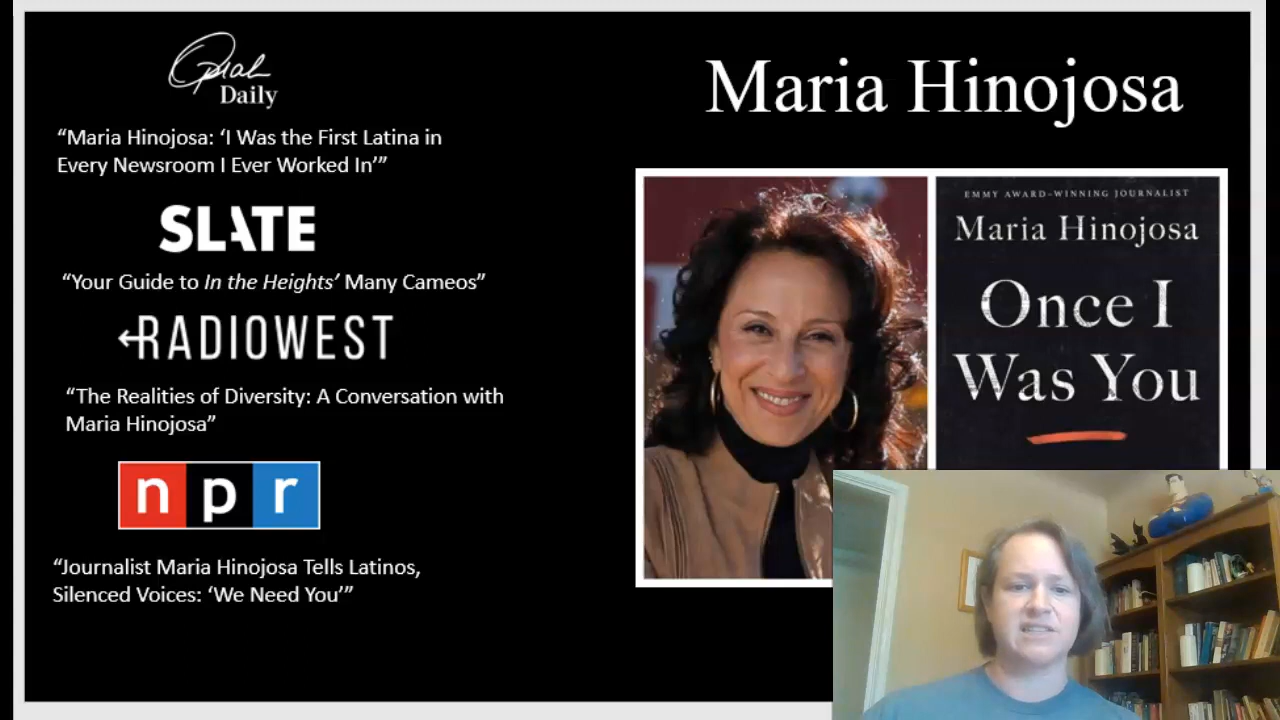 Oprah
Daily
“Maria Hinojosa: ‘I Was the First Latina in
Every Newsroom I Ever Worked In’”
SLATE
“Your Guide to In the Heights’ Many Cameos”
RADIOWEST
“The Realities of Diversity: A Conversation with
Maria Hinojosa”
npr
“Journalist Maria Hinojosa Tells Latinos,
Silenced Voices: ‘We Need You’”
Maria Hinojosa
EMMY AWARD–WINNING JOURNALIST
Maria Hinojosa
Once I
Was You